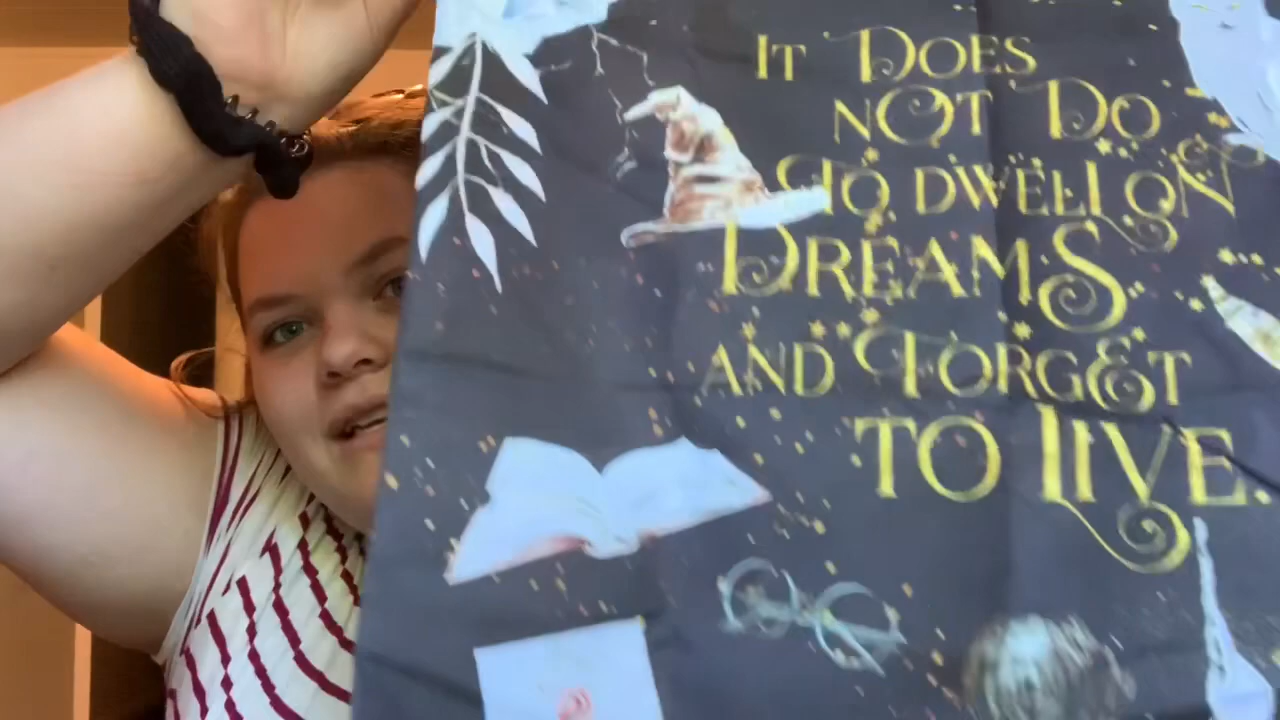 IT DOES
NOT DO
TO DWELL ON
DREAMS
AND FORGET
TO LIVE.